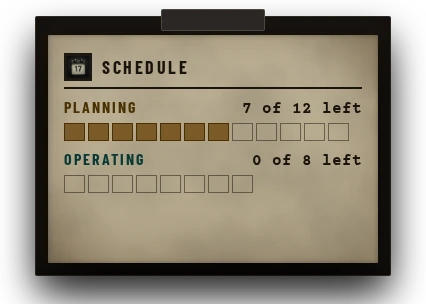 17
SCHEDULE
PLANNING 7 of 12 left
OPERATING 0 of 8 left